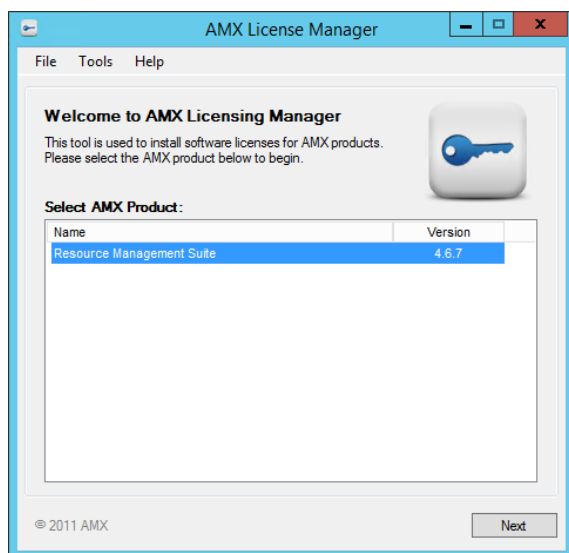 AMX License Manager
File Tools Help
Welcome to AMX Licensing Manager
This tool is used to install software licenses for AMX products.
Please select the AMX product below to begin.
Select AMX Product:
Name Version
Resource Management Suite 4.6.7
© 2011 AMX
Next